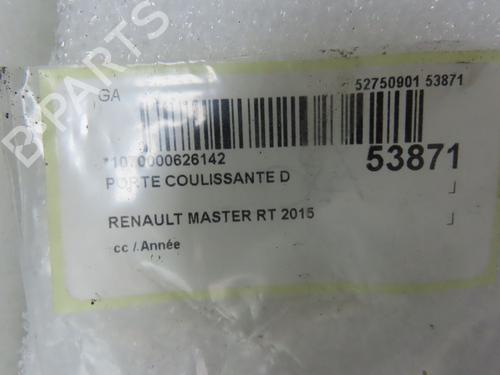 B-PARTS
GA
52750901 53871
*1070000626142
53871
PORTE COULISSANTE D
RENAULT MASTER RT 2015
cc / Année